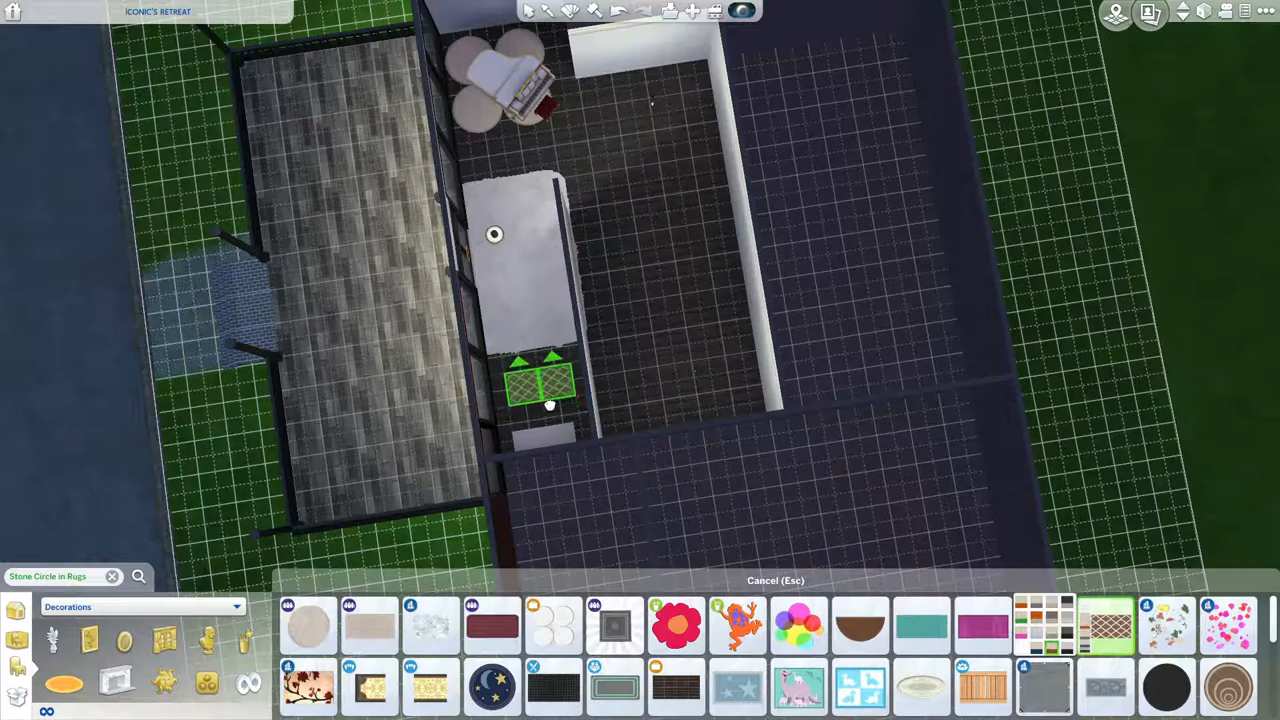 ICONIC'S RETREAT
Stone Circle in Rugs
Cancel (Esc)
Decorations